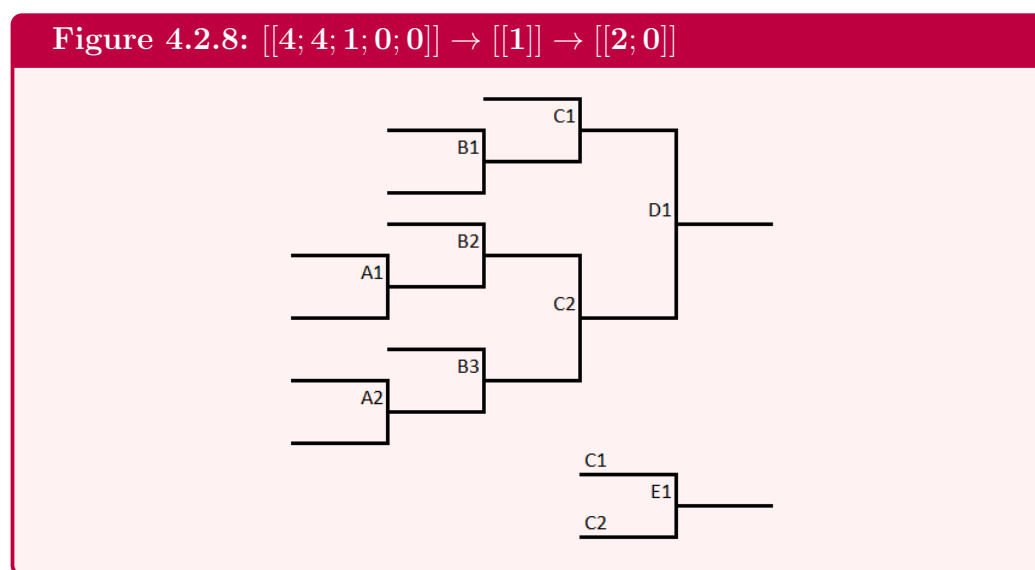 Figure 4.2.8: [[4; 4; 1; 0; 0]] → [[1]] → [[2; 0]]
C1
B1
D1
B2
A1
C2
B3
A2
C1
E1
C2